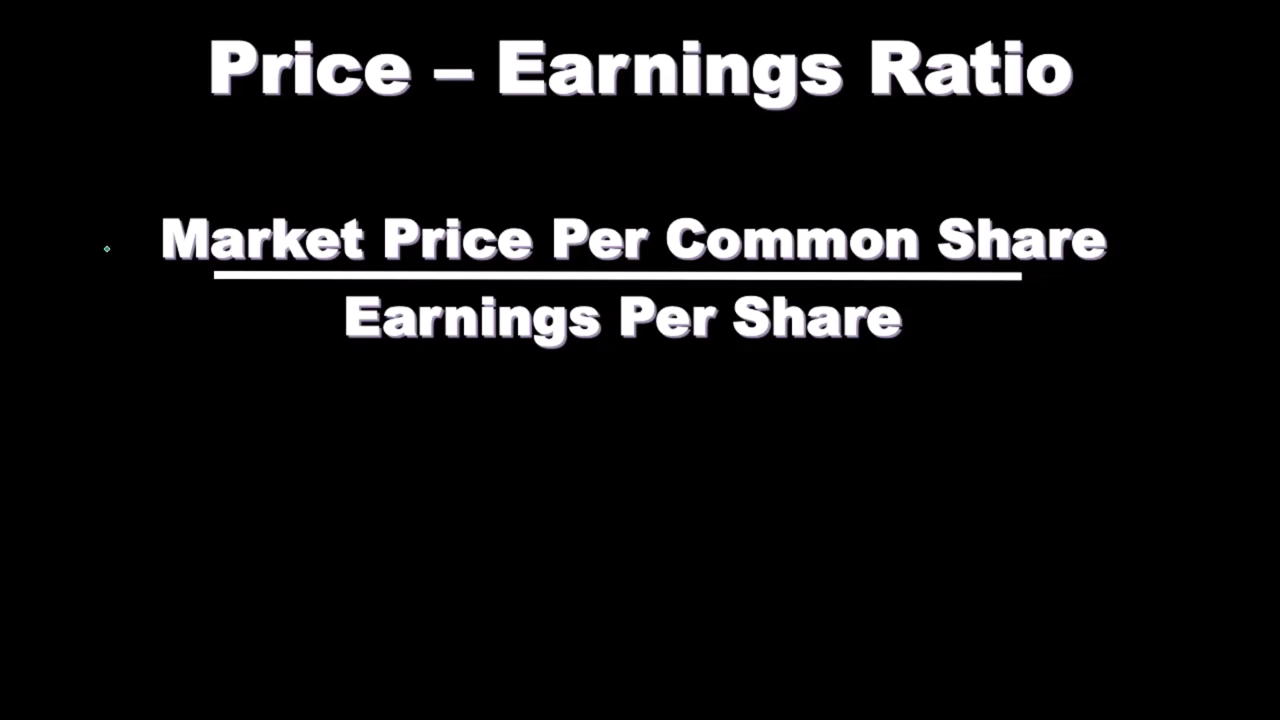 Price – Earnings Ratio
Market Price Per Common Share
Earnings Per Share